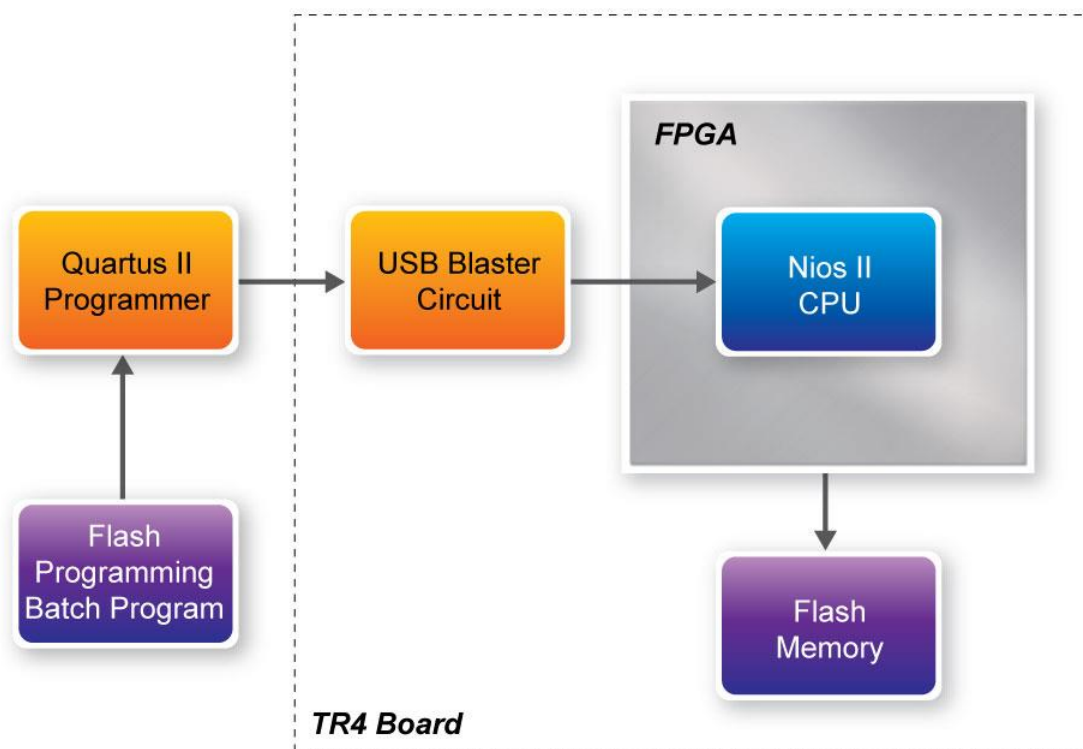 FPGA
Quartus II
Programmer
USB Blaster
Circuit
Nios II
CPU
Flash
Programming
Batch Program
Flash
Memory
TR4 Board